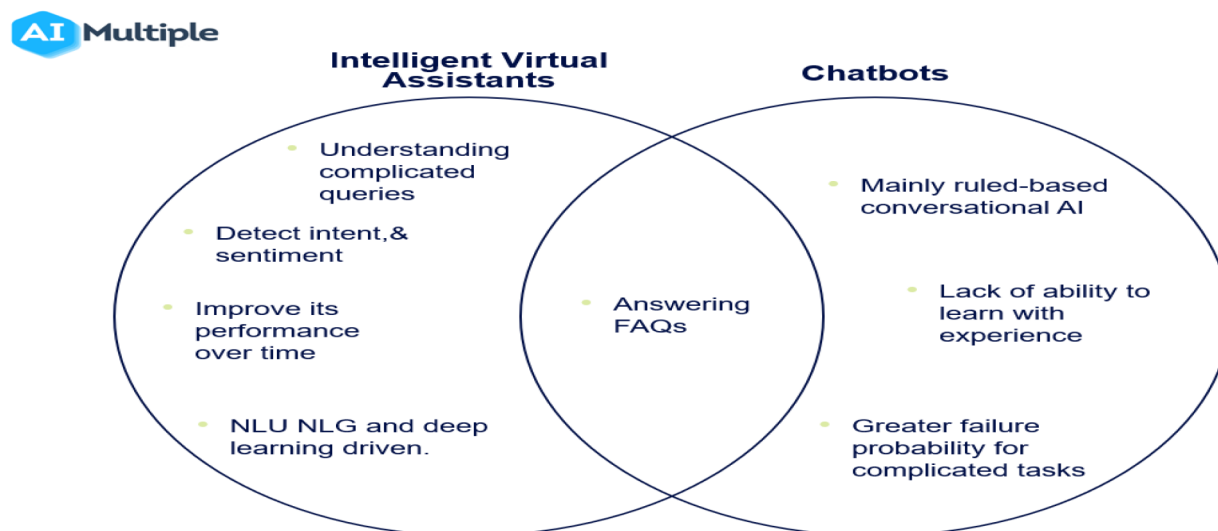 AI Multiple
Intelligent Virtual
Assistants
Chatbots
• Understanding
complicated
queries
• Detect intent,&
sentiment
• Improve its
performance
over time
• NLU NLG and deep
learning driven.
• Answering
FAQs
• Mainly ruled-based
conversational AI
• Lack of ability to
learn with
experience
• Greater failure
probability for
complicated tasks